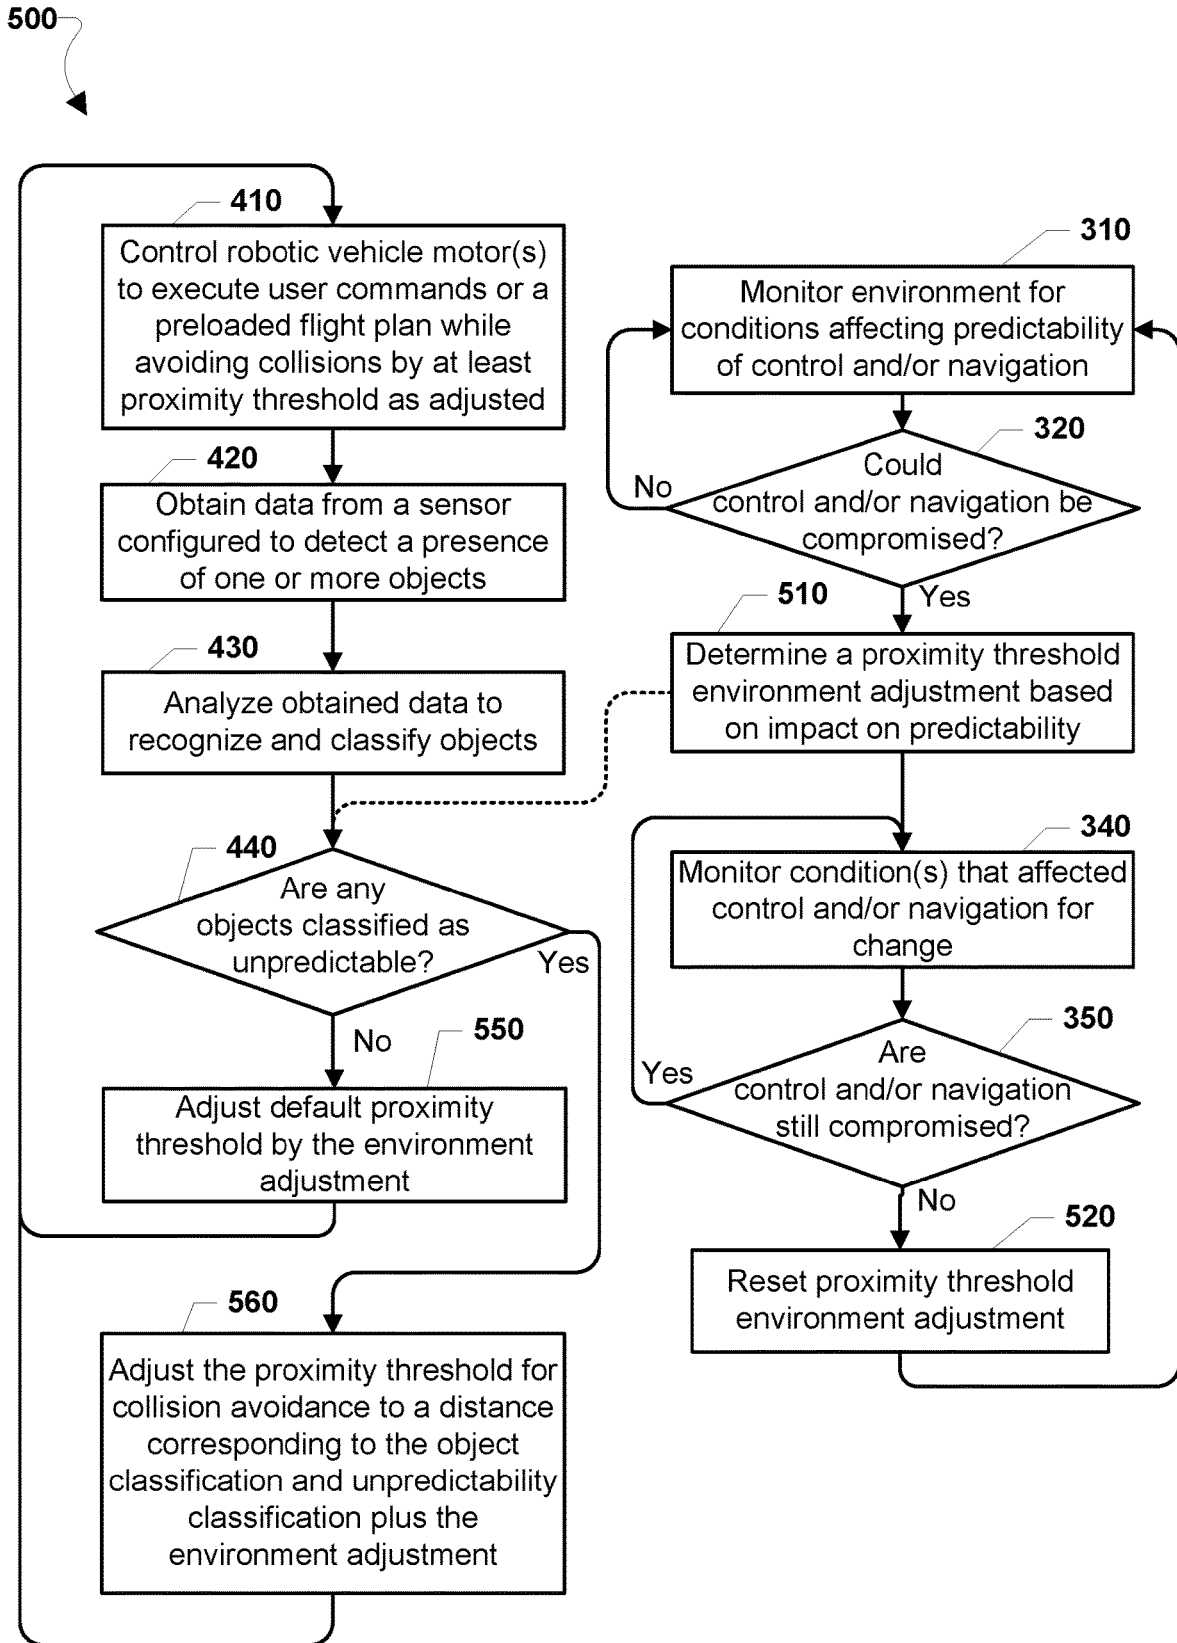 500
410
Control robotic vehicle motor(s)
to execute user commands or a
preloaded flight plan while
avoiding collisions by at least
proximity threshold as adjusted
420
Obtain data from a sensor
configured to detect a presence
of one or more objects
430
Analyze obtained data to
recognize and classify objects
440
Are any
objects classified as
unpredictable?
Yes
No
550
Adjust default proximity
threshold by the environment
adjustment
560
Adjust the proximity threshold for
collision avoidance to a distance
corresponding to the object
classification and unpredictability
classification plus the
environment adjustment
310
Monitor environment for
conditions affecting predictability
of control and/or navigation
320
Could
control and/or navigation be
compromised?
No
Yes
510
Determine a proximity threshold
environment adjustment based
on impact on predictability
340
Monitor condition(s) that affected
control and/or navigation for
change
350
Are
control and/or navigation
still compromised?
Yes
No
520
Reset proximity threshold
environment adjustment